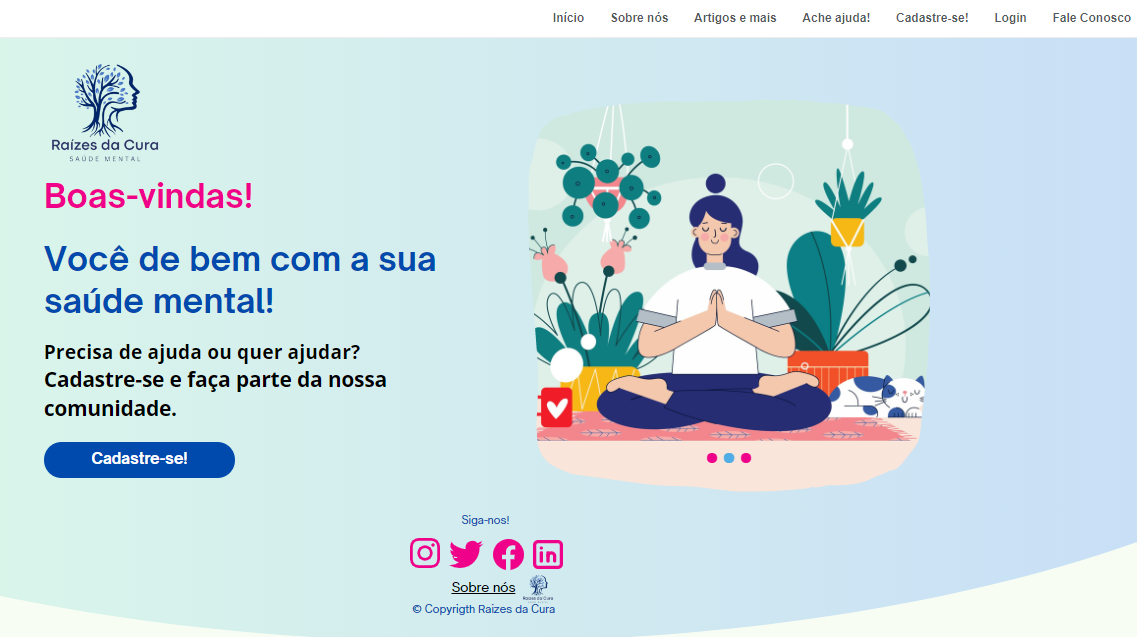 Início Sobre nós Artigos e mais Ache ajuda! Cadastre-se! Login Fale Conosco
Raízes da Cura
SAÚDE MENTAL
Boas-vindas!
Você de bem com a sua
saúde mental!
Precisa de ajuda ou quer ajudar?
Cadastre-se e faça parte da nossa
comunidade.
Cadastre-se!
Siga-nos!
in
Sobre nós
Raízes da Cura
© Copyrigth Raizes da Cura